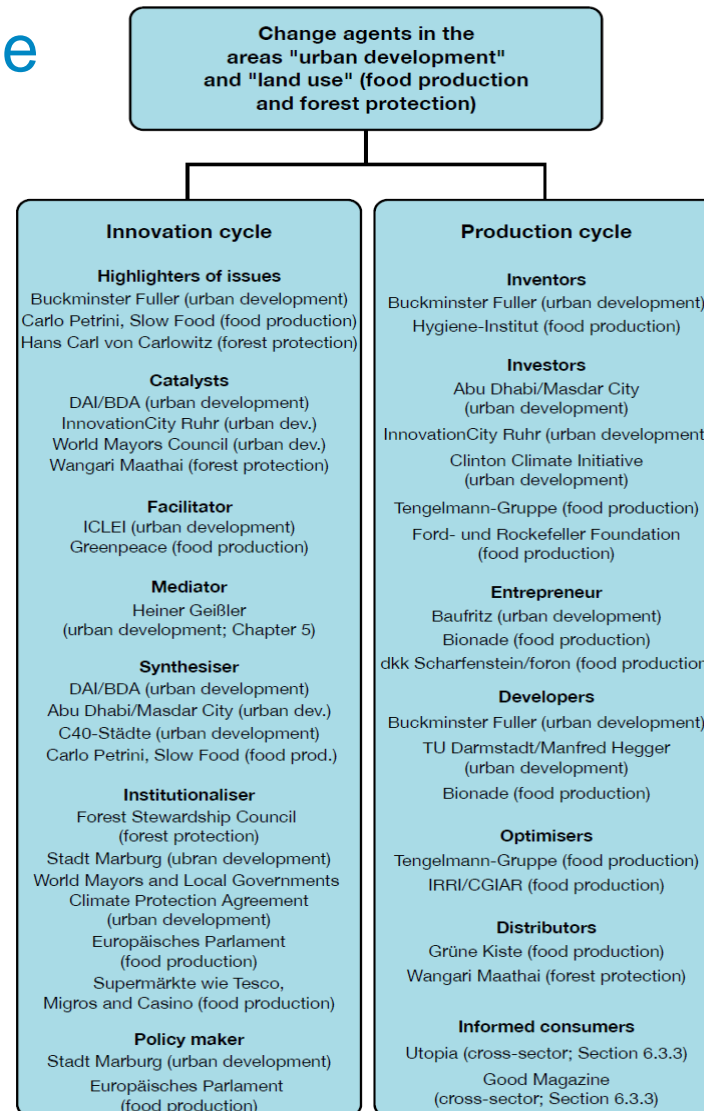 e
Change agents in the
areas "urban development"
and "land use" (food production
and forest protection)
Innovation cycle
Highlighters of issues
Buckminster Fuller (urban development)
Carlo Petrini, Slow Food (food production)
Hans Carl von Carlowitz (forest protection)
Catalysts
DAI/BDA (urban development)
InnovationCity Ruhr (urban dev.)
World Mayors Council (urban dev.)
Wangari Maathai (forest protection)
Facilitator
ICLEI (urban development)
Greenpeace (food production)
Mediator
Heiner Geißler
(urban development; Chapter 5)
Synthesiser
DAI/BDA (urban development)
Abu Dhabi/Masdar City (urban dev.)
C40-Städte (urban development)
Carlo Petrini, Slow Food (food prod.)
Institutionaliser
Forest Stewardship Council
(forest protection)
Stadt Marburg (ubran development)
World Mayors and Local Governments
Climate Protection Agreement
(urban development)
Europäisches Parlament
(food production)
Supermärkte wie Tesco,
Migros and Casino (food production)
Policy maker
Stadt Marburg (urban development)
Europäisches Parlament
(food production)
Production cycle
Inventors
Buckminster Fuller (urban development)
Hygiene-Institut (food production)
Investors
Abu Dhabi/Masdar City
(urban development)
InnovationCity Ruhr (urban development
Clinton Climate Initiative
(urban development)
Tengelmann-Gruppe (food production)
Ford- und Rockefeller Foundation
(food production)
Entrepreneur
Baufritz (urban development)
Bionade (food production)
dkk Scharfenstein/foron (food production
Developers
Buckminster Fuller (urban development)
TU Darmstadt/Manfred Hegger
(urban development)
Bionade (food production)
Optimisers
Tengelmann-Gruppe (food production)
IRRI/CGIAR (food production)
Distributors
Grüne Kiste (food production)
Wangari Maathai (forest protection)
Informed consumers
Utopia (cross-sector; Section 6.3.3)
Good Magazine
(cross-sector; Section 6.3.3)